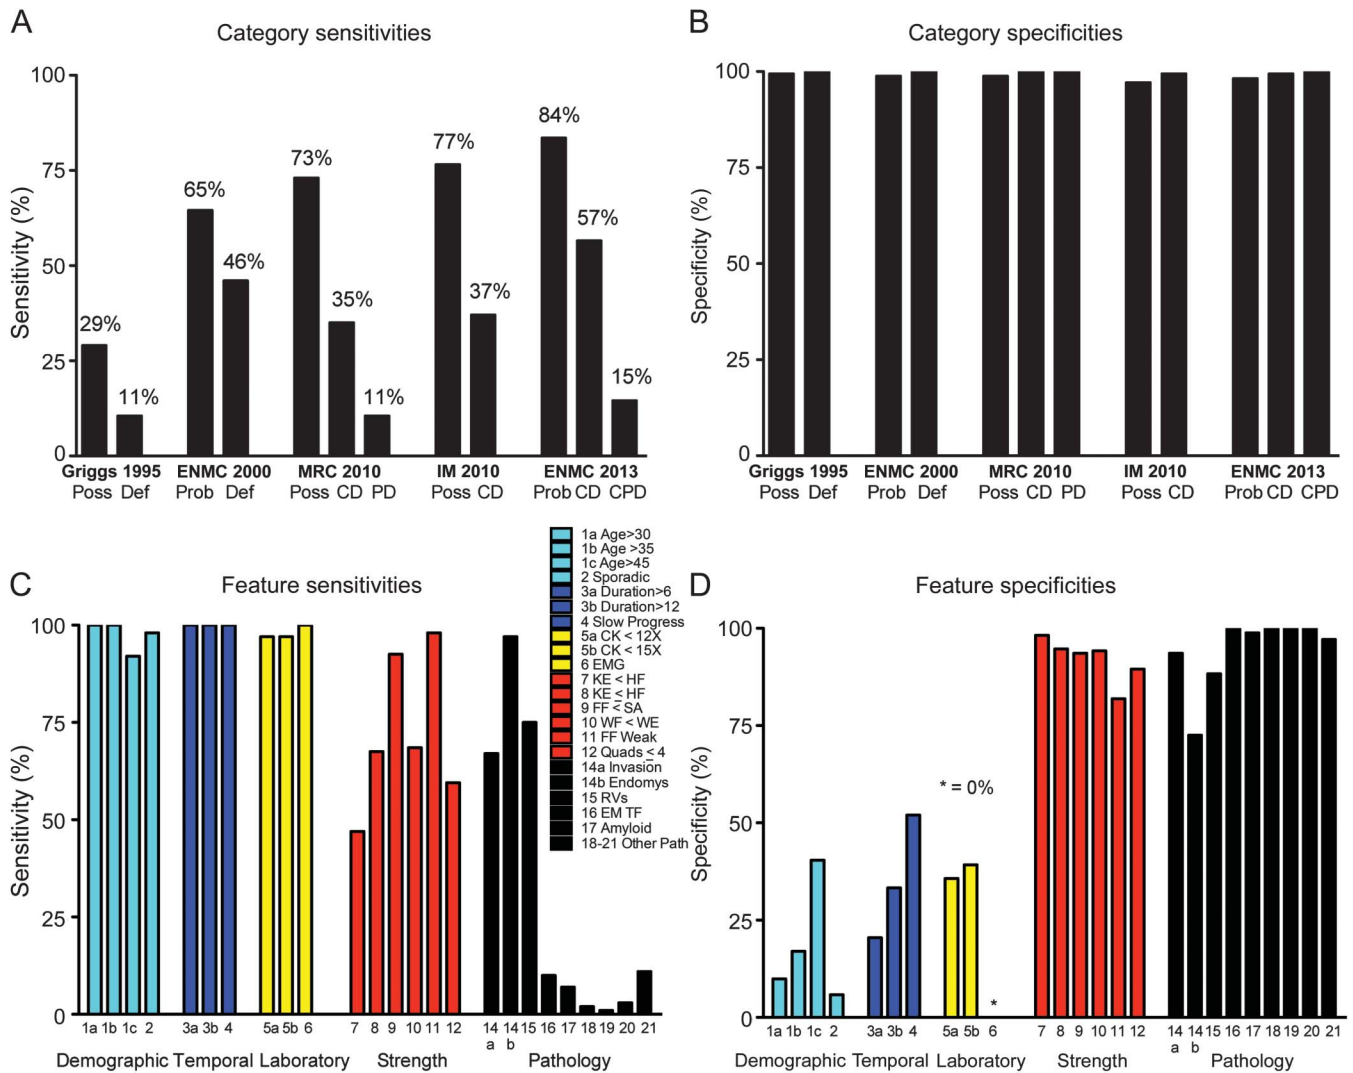 A
Category sensitivities
Sensitivity (%)
100
75
50
25
0
29%
11%
65%
46%
73%
35%
11%
77%
37%
84%
57%
15%
Griggs 1995 ENMC 2000 MRC 2010 IM 2010 ENMC 2013
Poss Def Prob Def Poss CD PD Poss CD Prob CD CPD
B
Category specificities
Specificity (%)
100
75
50
25
0
Griggs 1995 ENMC 2000 MRC 2010 IM 2010 ENMC 2013
Poss Def Prob Def Poss CD PD Poss CD Prob CD CPD
C
Feature sensitivities
Sensitivity (%)
100
75
50
25
0
1a 1b 1c 2 3a 3b 4 5a 5b 6 7 8 9 10 11 12 14 14 15 16 17 18 19 20 21
a b
Demographic Temporal Laboratory Strength Pathology
1a Age>30
1b Age >35
1c Age>45
2 Sporadic
3a Duration>6
3b Duration>12
4 Slow Progress
5a CK < 12X
5b CK < 15X
6 EMG
7 KE < HF
8 KE ≤ HF
9 FF < SA
10 WF < WE
11 FF Weak
12 Quads ≤ 4
14a Invasion
14b Endomys
15 RVs
16 EM TF
17 Amyloid
18-21 Other Path
D
Feature specificities
Specificity (%)
100
75
50
25
0
* = 0%
*
1a 1b 1c 2 3a 3b 4 5a 5b 6 7 8 9 10 11 12 14 14 15 16 17 18 19 20 21
a b
Demographic Temporal Laboratory Strength Pathology